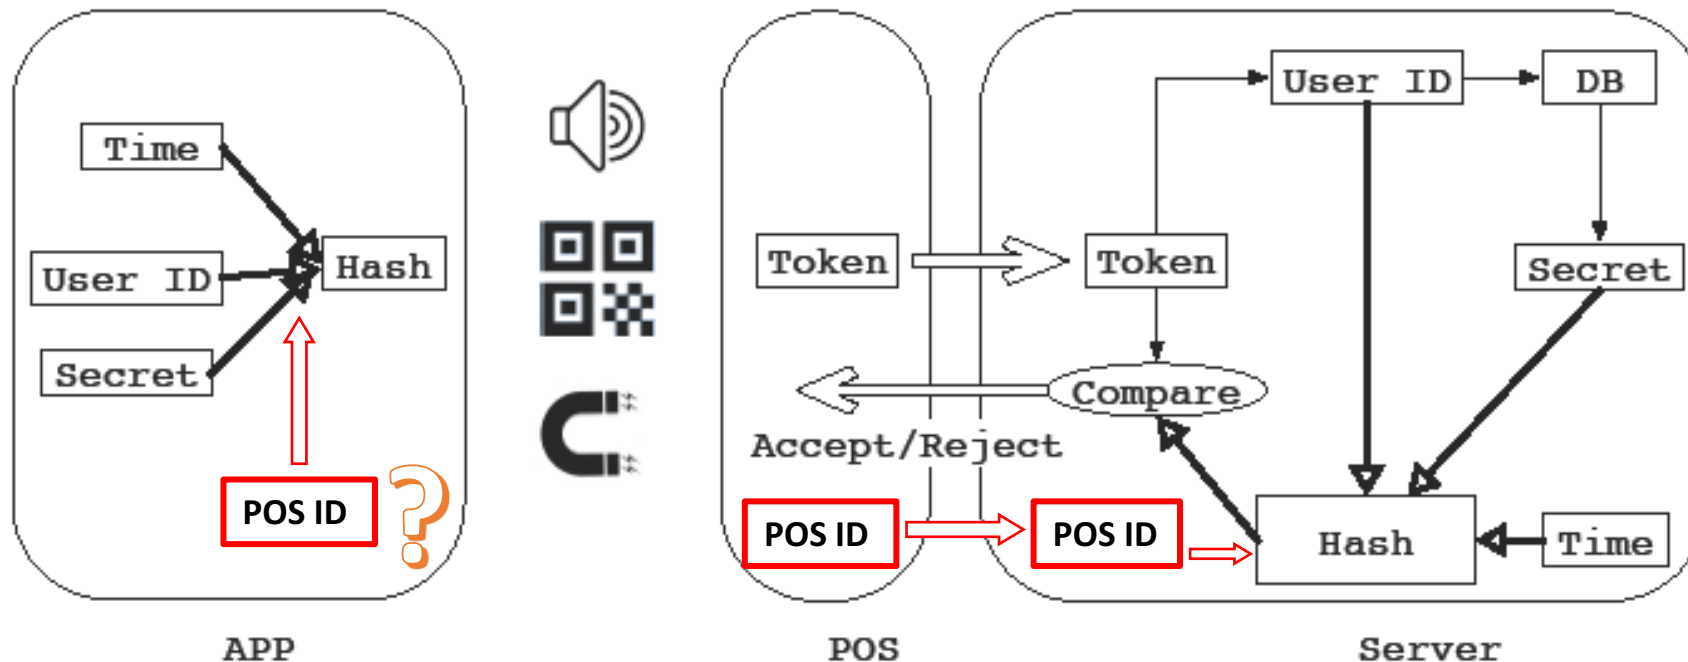 Time
User ID
Secret
Hash
POS ID
?
APP
Token
Accept/Reject
POS ID
POS
User ID
DB
Token
Secret
Compare
POS ID
Hash
Time
Server